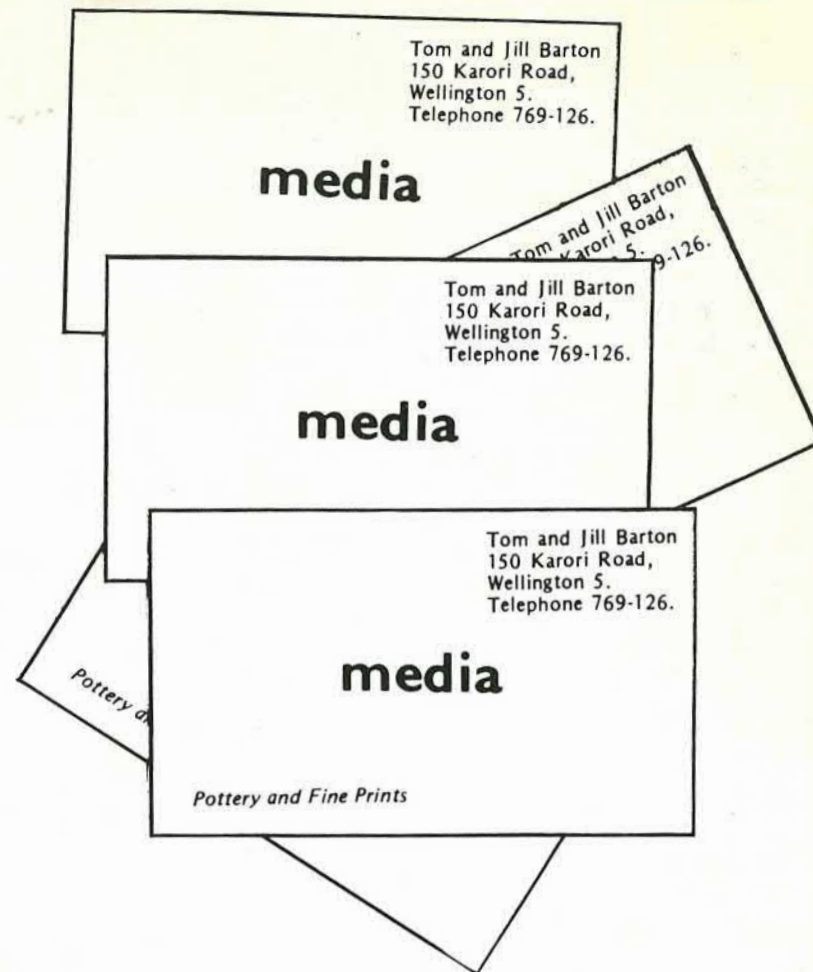 Tom and Jill Barton
150 Karori Road,
Wellington 5.
Telephone 769-126.
media
Tom and Jill Barton
Karori Road,
5.
9-126.
Tom and Jill Barton
150 Karori Road,
Wellington 5.
Telephone 769-126.
media
Tom and Jill Barton
150 Karori Road,
Wellington 5.
Telephone 769-126.
media
Pottery
Pottery and Fine Prints